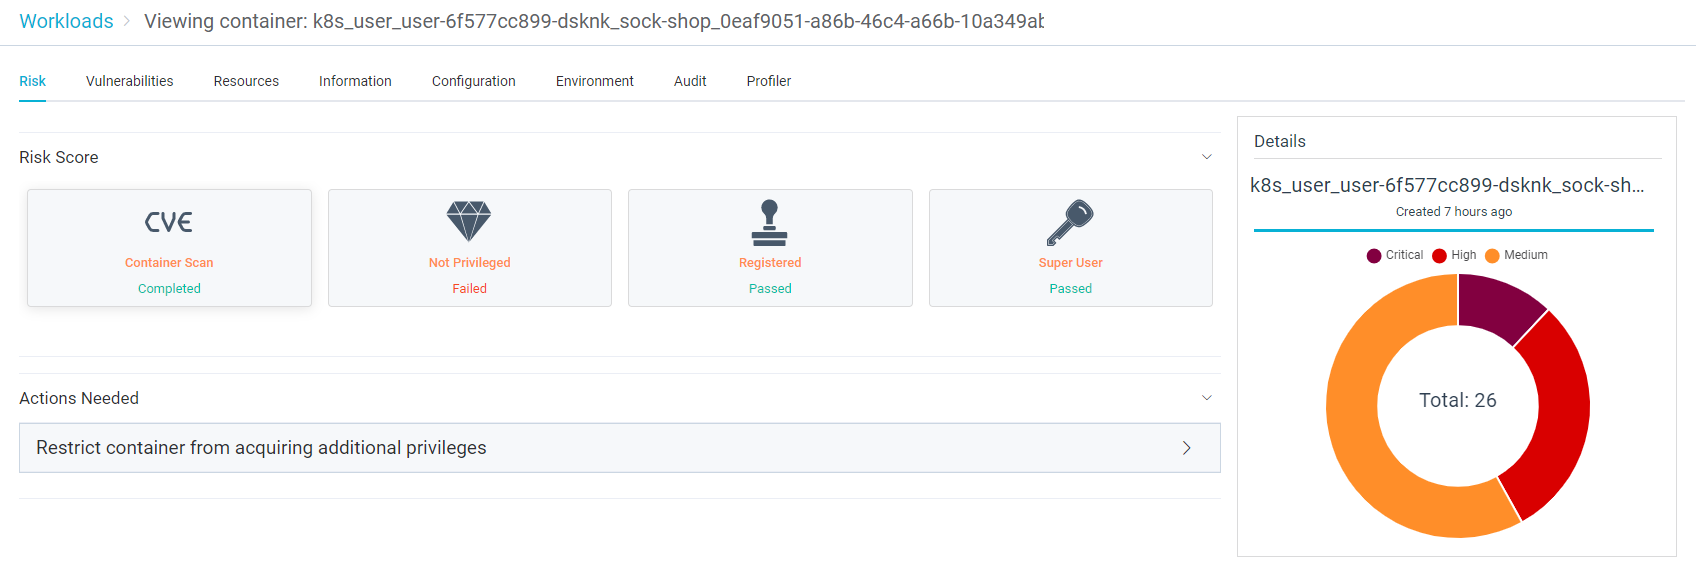 Workloads > Viewing container: k8s_user_user-6f577cc899-dsknk_sock-shop_0eaf9051-a86b-46c4-a66b-10a349ab
Risk Vulnerabilities Resources Information Configuration Environment Audit Profiler
Risk Score
CVE
Container Scan
Completed
Not Privileged
Failed
Registered
Passed
Super User
Passed
Actions Needed
Restrict container from acquiring additional privileges
Details
k8s_user_user-6f577cc899-dsknk_sock-sh...
Created 7 hours ago
Critical High Medium
Total: 26